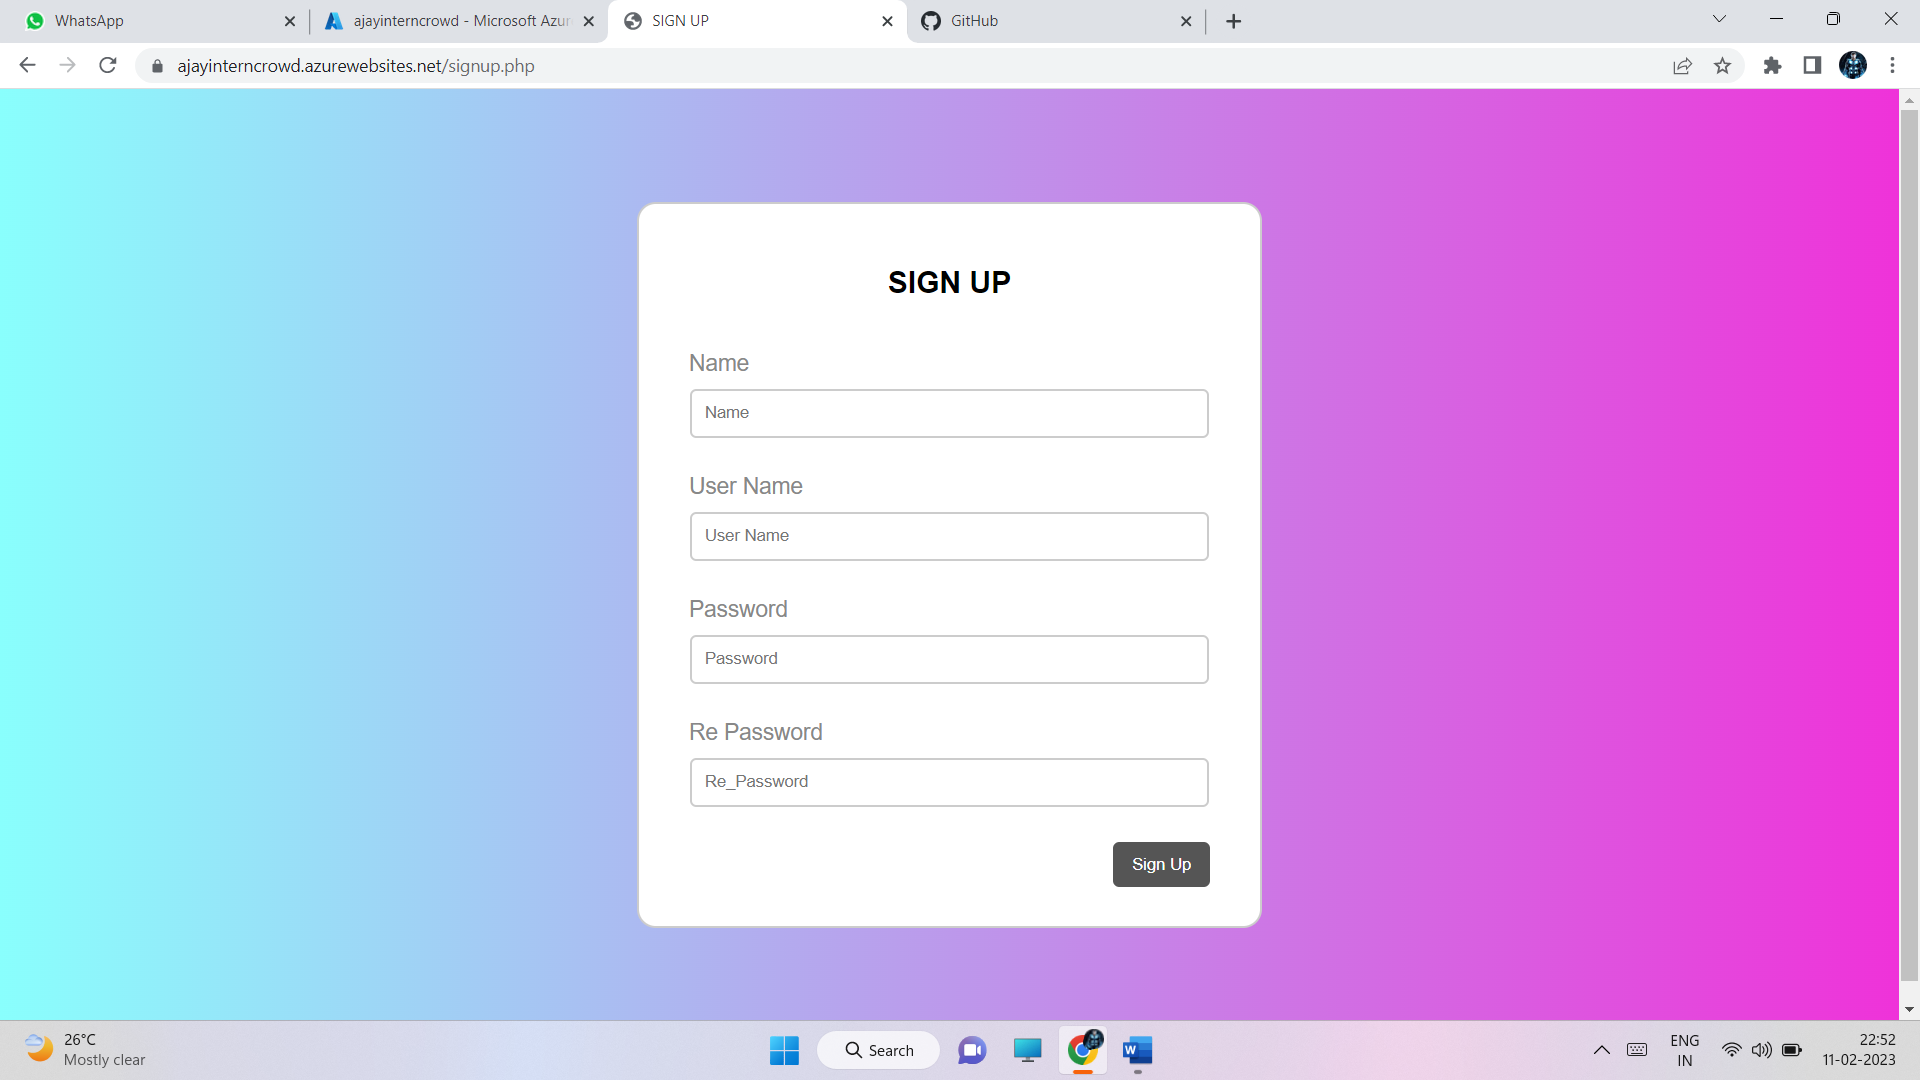 WhatsApp
ajayinterncrowd - Microsoft Azur
SIGN UP
GitHub
ajayinterncrowd.azurewebsites.net/signup.php
SIGN UP
Name
Name
User Name
User Name
Password
Password
Re Password
Re_Password
Sign Up
26°C
Mostly clear
Search
W
ENG
IN
22:52
11-02-2023